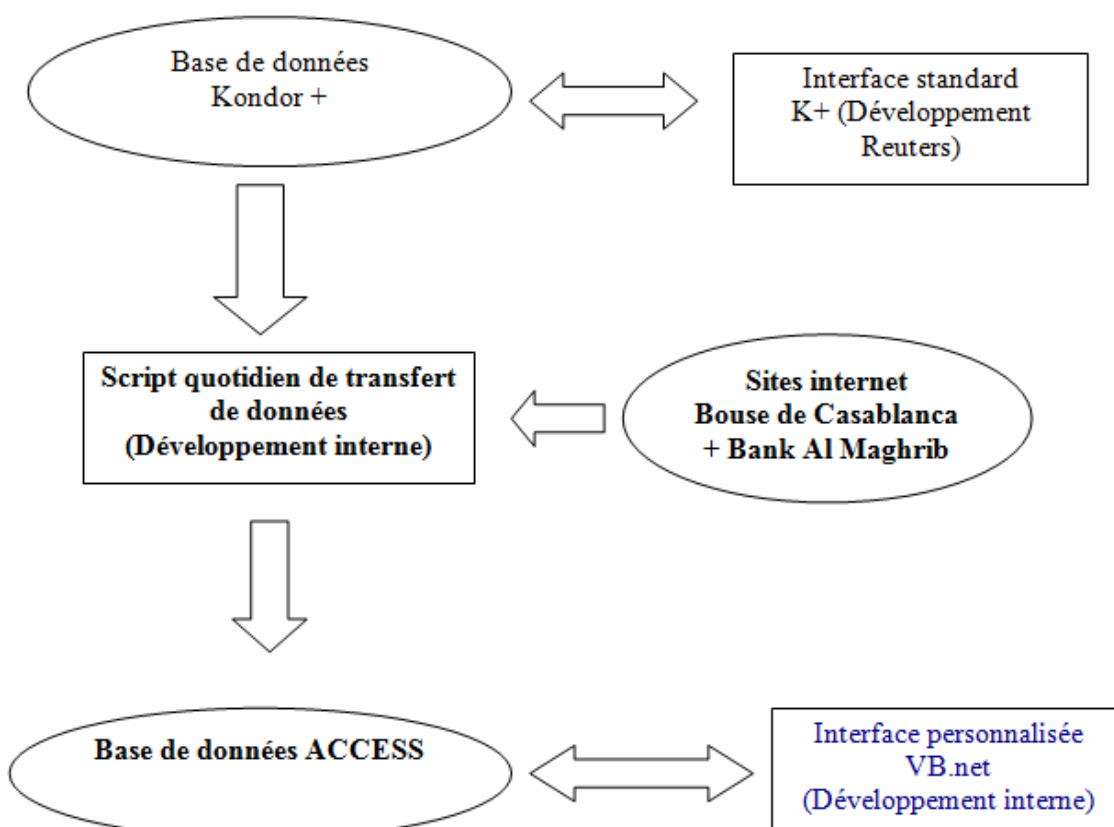 Base de données
Kondor +
Interface standard
K+ (Développement
Reuters)
Script quotidien de transfert
de données
(Développement interne)
Sites internet
Bouse de Casablanca
+ Bank Al Maghrib
Base de données ACCESS
Interface personnalisée
VB.net
(Développement interne)